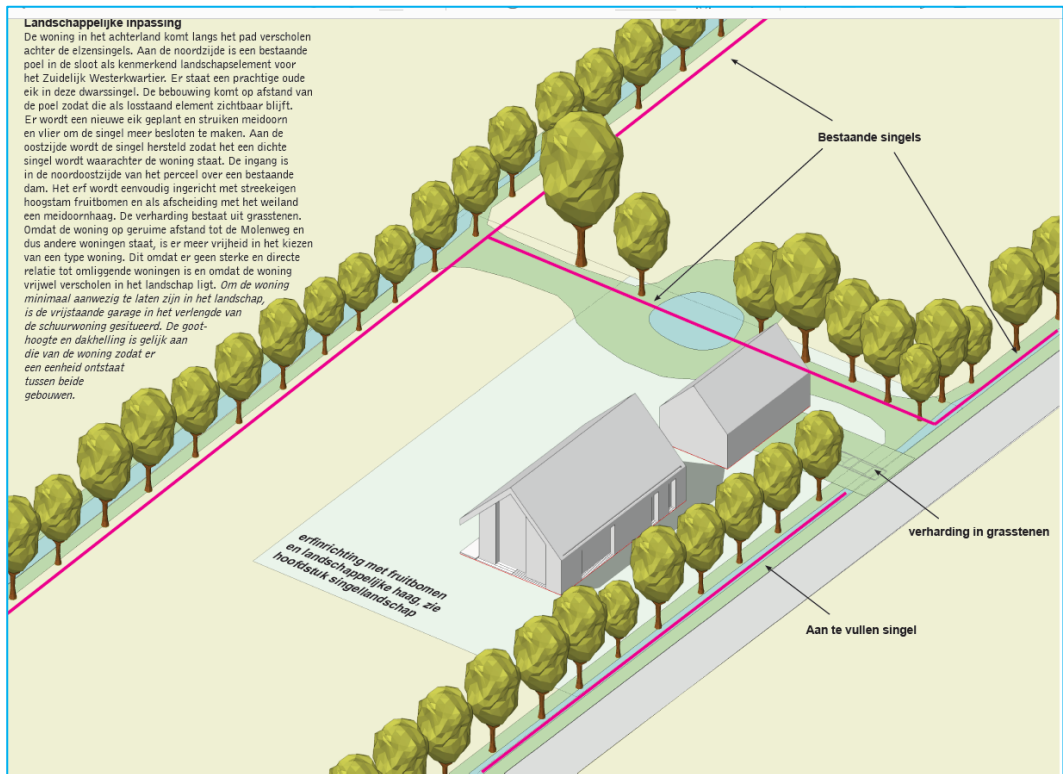 Landschappelijke inpassing
De woning in het achterland komt langs het pad verscholen
achter de elzensingels. Aan de noordzijde is een bestaande
poel in de sloot als kenmerkend landschapselement voor
het Zuidelijk Westerkwartier. Er staat een prachtige oude
eik in deze dwarssingel. De bebouwing komt op afstand van
de poel zodat die als losstaand element zichtbaar blijft.
Er wordt een nieuwe eik geplant en struiken meidoorn
en vlier om de singel meer besloten te maken. Aan de
oostzijde wordt de singel hersteld zodat het een dichte
singel wordt waarachter de woning staat. De ingang is
in de noordoostzijde van het perceel over een bestaande
dam. Het erf wordt eenvoudig ingericht met streekeigen
hoogstam fruitbomen en als afscheiding met het weiland
een meidoornhaag. De verharding bestaat uit grasstenen.
Omdat de woning op geruime afstand tot de Molenweg en
dus andere woningen staat, is er meer vrijheid in het kiezen
van een type woning. Dit omdat er geen sterke en directe
relatie tot omliggende woningen is en omdat de woning
vrijwel verscholen in het landschap ligt. Om de woning
minimaal aanwezig te laten zijn in het landschap,
is de vrijstaande garage in het verlengde van
de schuurwoning gesitueerd. De goot-
hoogte en dakhelling is gelijk aan
die van de woning zodat er
een eenheid ontstaat
tussen beide
gebouwen.
Bestaande singels
verharding in grasstenen
Aan te vullen singel
erfinrichting met fruitbomen
en landschappelijke haag, zie
hoofdstuk singellandschap